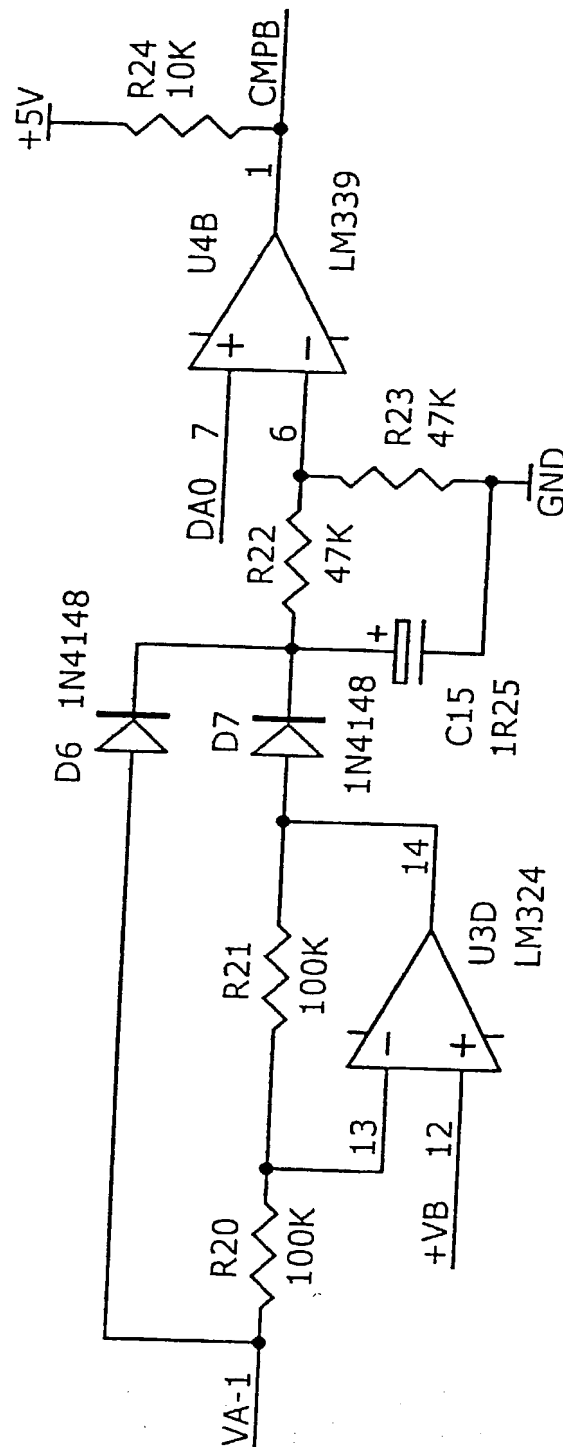 +5V
R24
10K
CMPB
1
U4B
LM339
+
-
7
6
DA0
R23
47K
GND
R22
47K
D6
1N4148
D7
1N4148
+
C15
1R25
R21
100K
14
U3D
LM324
-
+
13
12
R20
100K
+VB
VA-1